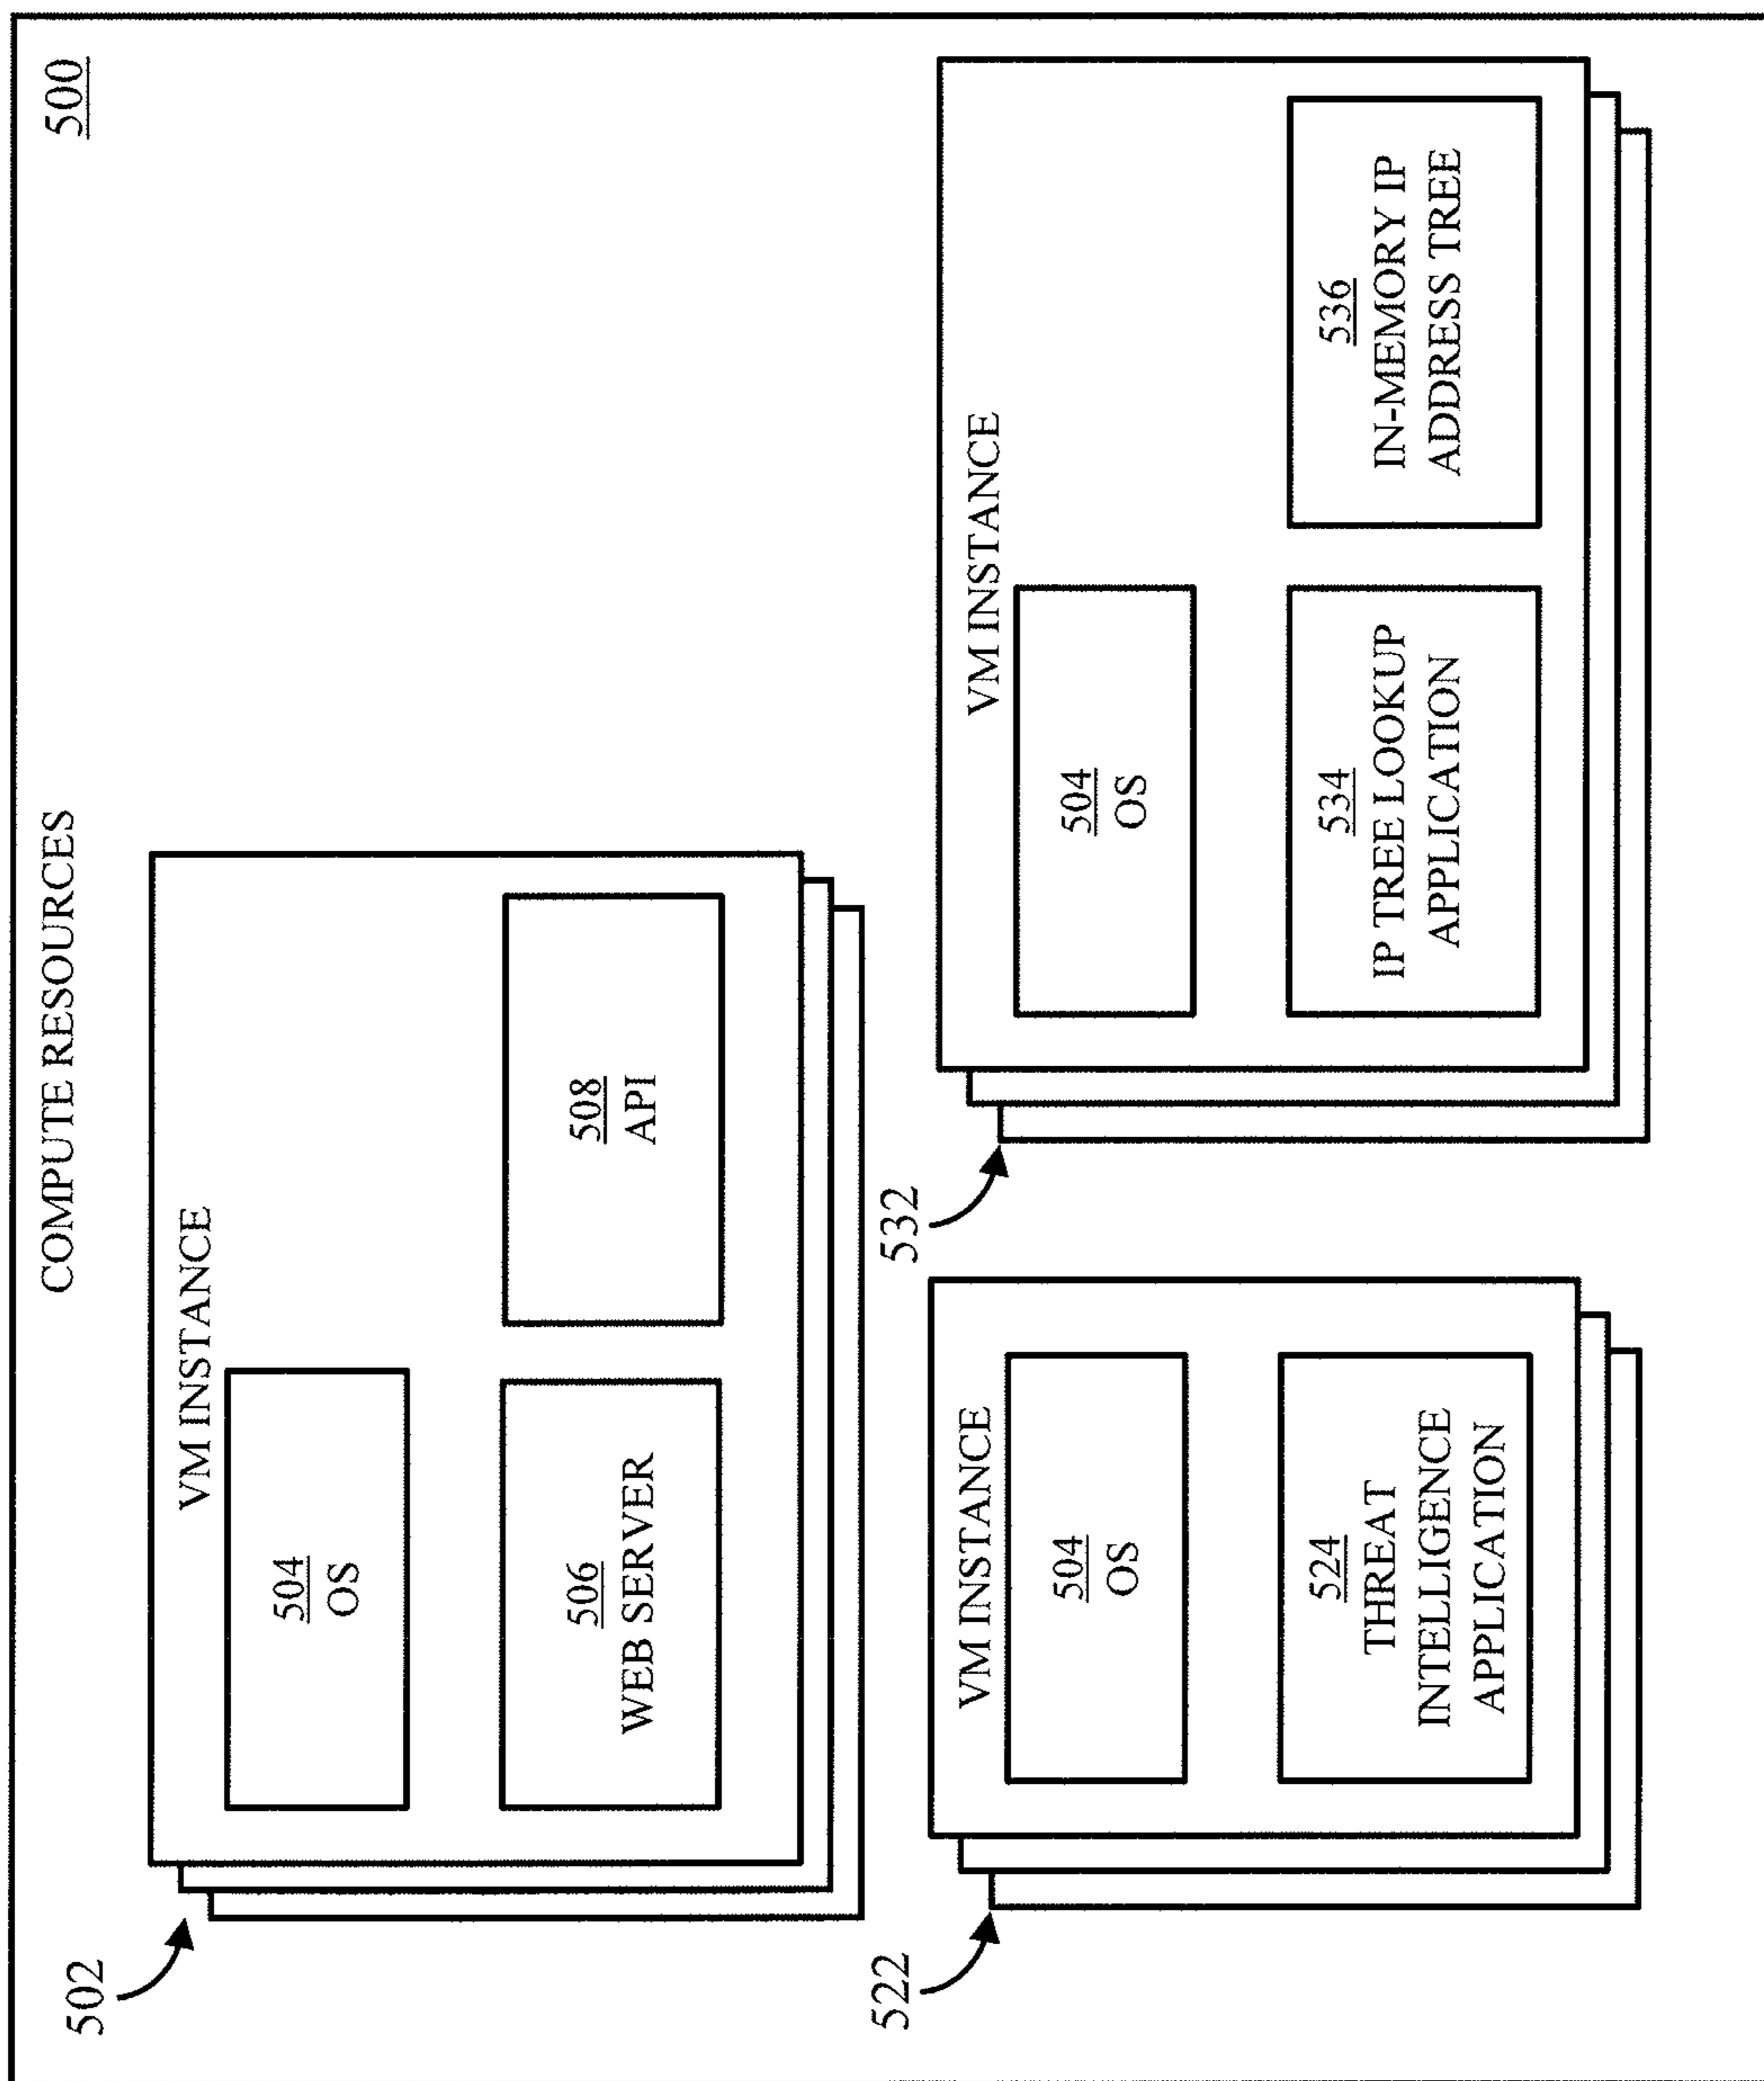 COMPUTE RESOURCES
500
502
VM INSTANCE
504
OS
506
WEB SERVER
508
API
522
VM INSTANCE
504
OS
524
THREAT
INTELLIGENCE
APPLICATION
532
VM INSTANCE
504
OS
534
IP TREE LOOKUP
APPLICATION
536
IN-MEMORY IP
ADDRESS TREE